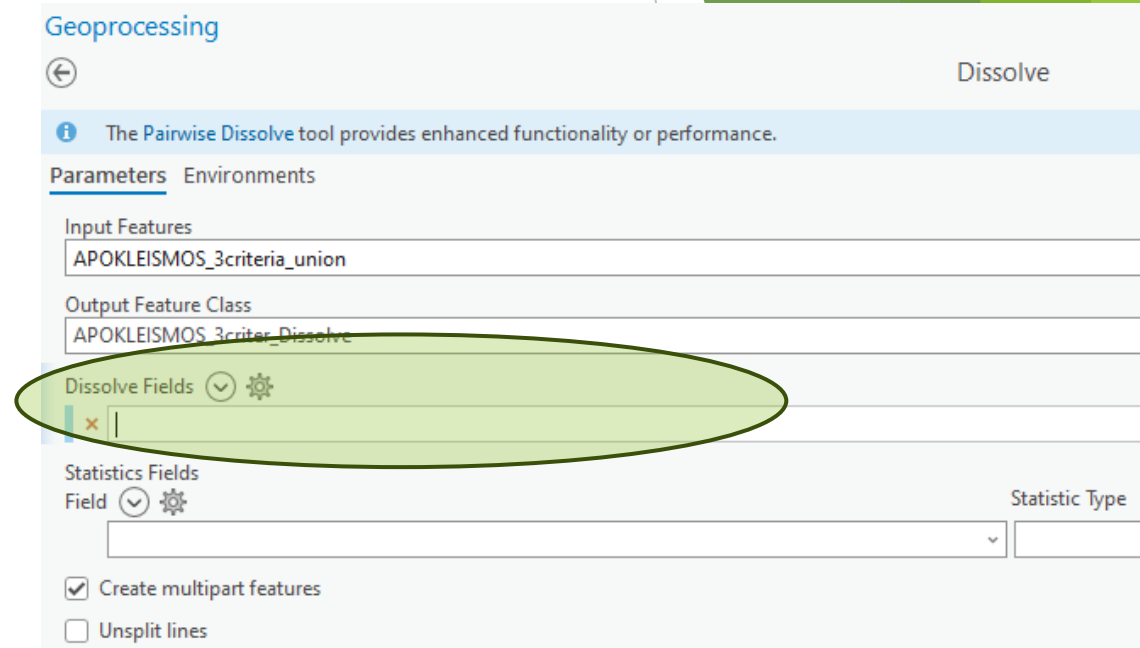 Geoprocessing
Dissolve
The Pairwise Dissolve tool provides enhanced functionality or performance.
Parameters Environments
Input Features
APOKLEISMOS_3criteria_union
Output Feature Class
APOKLEISMOS_3criter_Dissolve
Dissolve Fields
Statistics Fields
Field Statistic Type
Create multipart features
Unsplit lines